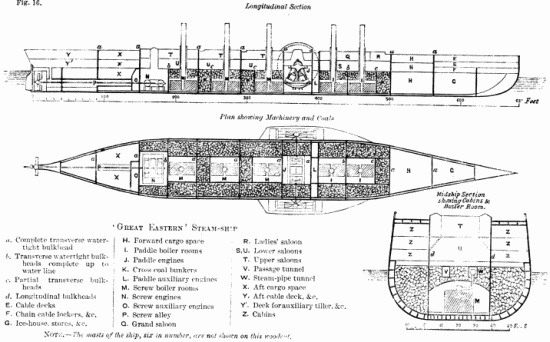 Fig. 16.
Longitudinal Section
Feet
Plan showing Machinery and Coals
Midship Section
showing Cabins &
Boiler Room.
'GREAT EASTERN' STEAM-SHIP
a. Complete transverse water-
tight bulkhead
b. Transverse watertight bulk-
heads complete up to
water line
c. Partial transverse bulk-
heads
d. Longitudinal bulkheads
E. Cable decks
F. Chain cable lockers, &c.
G. Ice-house, stores, &c.
H. Forward cargo space
I. Paddle boiler rooms
J. Paddle engines
K. Cross coal bunkers
L. Paddle auxiliary engines
M. Screw boiler rooms
N. Screw engines
O. Screw auxiliary engines
P. Screw alley
Q. Grand saloon
R. Ladies' saloon
S,U. Lower saloons
T. Upper saloons
V. Passage tunnel
W. Steam-pipe tunnel
X. Aft cargo space
Y. Aft cable deck, &c.
Y'. Deck for auxiliary tiller, &c.
Z. Cabins
NOTE.—The masts of the ship, six in number, are not shown on this woodcut.